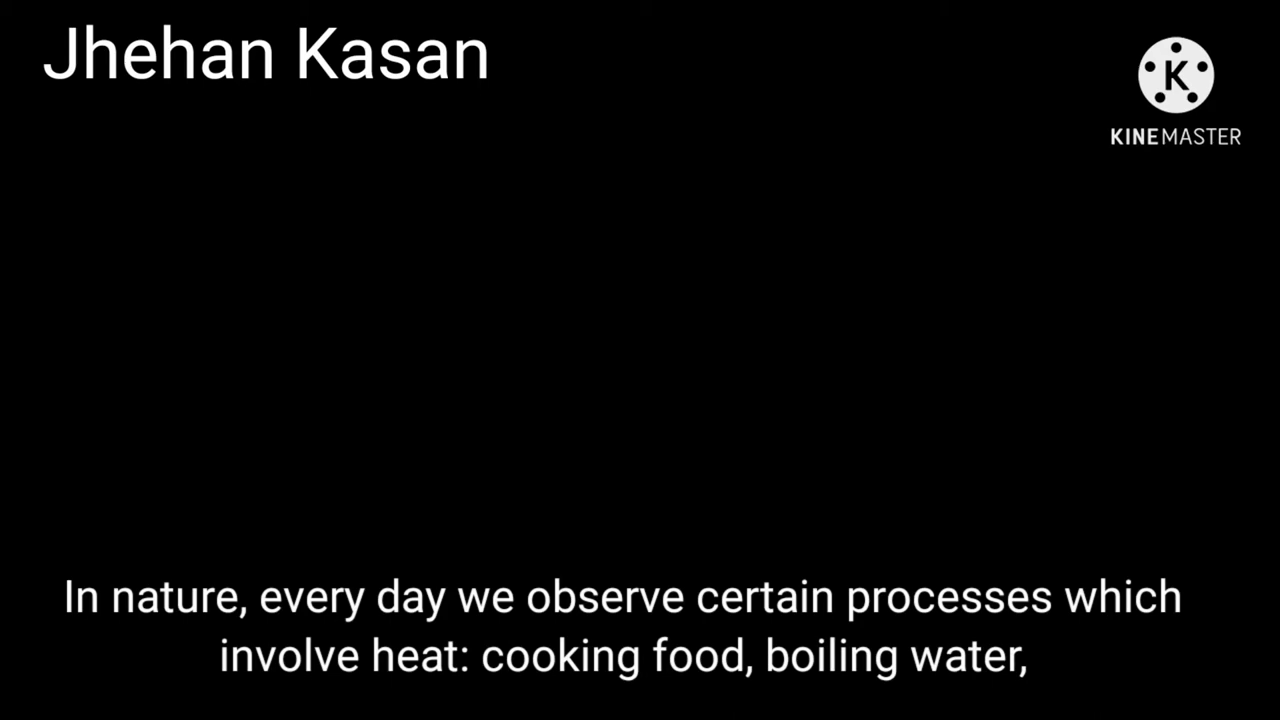 Jhehan Kasan
K
KINEMASTER
In nature, every day we observe certain processes which
involve heat: cooking food, boiling water,